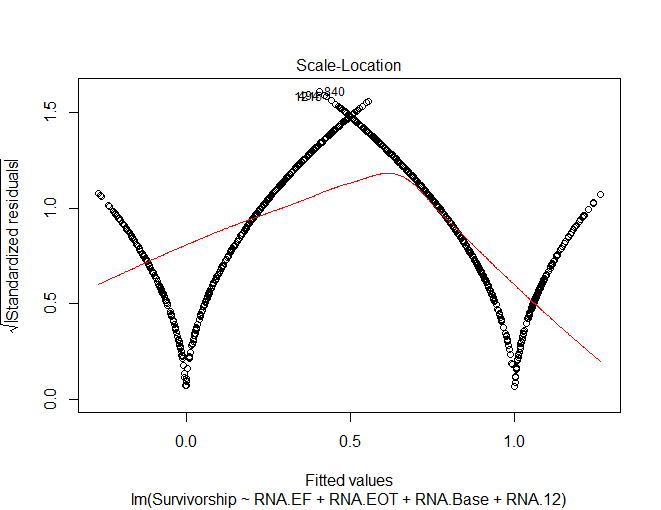 Scale-Location
840
√|Standardized residuals|
1.5
1.0
0.5
0.0
0.0 0.5 1.0
Fitted values
lm(Survivorship ~ RNA.EF + RNA.EOT + RNA.Base + RNA.12)